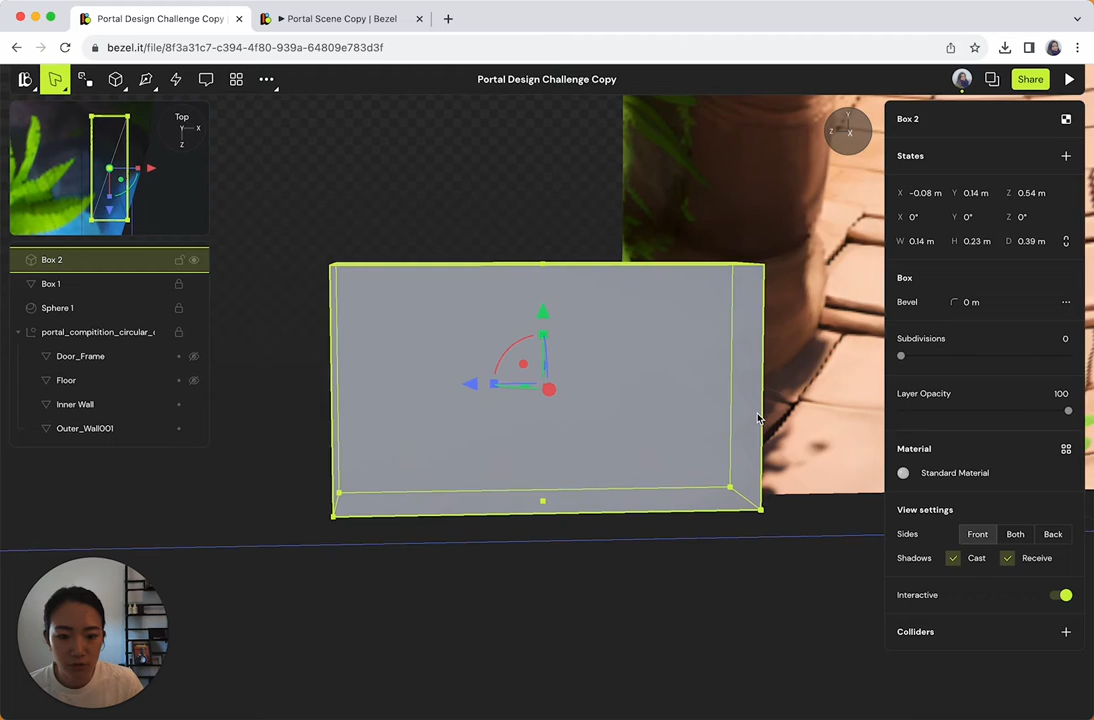 Portal Design Challenge Copy
Portal Scene Copy | Bezel
bezel.it/file/8f3a31c7-c394-4f80-939a-64809e783d3f
Portal Design Challenge Copy
Share
Top
Y X
Z
Y
Z X
Box 2
Box 1
Sphere 1
portal_compitition_circular_
Door_Frame
Floor
Inner Wall
Outer_Wall001
Box 2
States
X -0.08 m Y 0.14 m Z 0.54 m
X 0° Y 0° Z 0°
W 0.14 m H 0.23 m D 0.39 m
Box
Bevel 0 m
Subdivisions 0
Layer Opacity 100
Material
Standard Material
View settings
Sides Front Both Back
Shadows Cast Receive
Interactive
Colliders